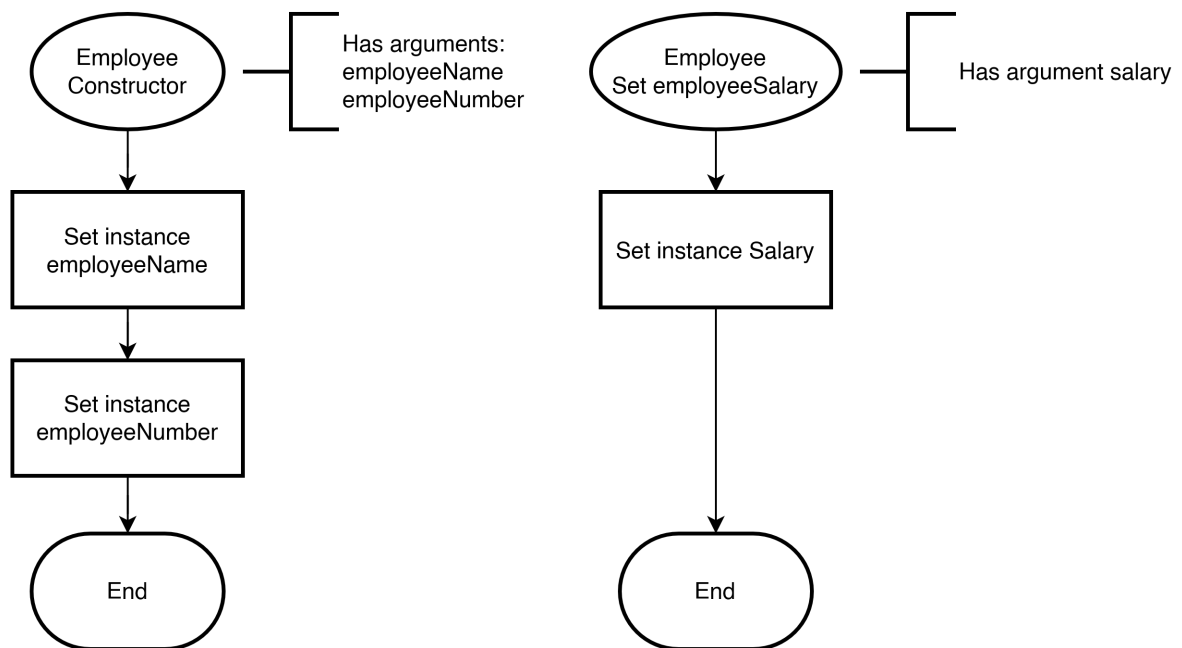 Employee
Constructor
Has arguments:
employeeName
employeeNumber
Set instance
employeeName
Set instance
employeeNumber
End
Employee
Set employeeSalary
Has argument salary
Set instance Salary
End